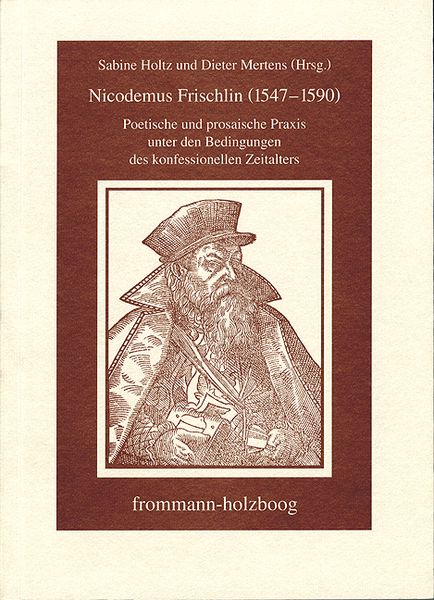 Sabine Holtz und Dieter Mertens (Hrsg.)
Nicodemus Frischlin (1547–1590)
Poetische und prosaische Praxis
unter den Bedingungen
des konfessionellen Zeitalters
frommann-holzboog